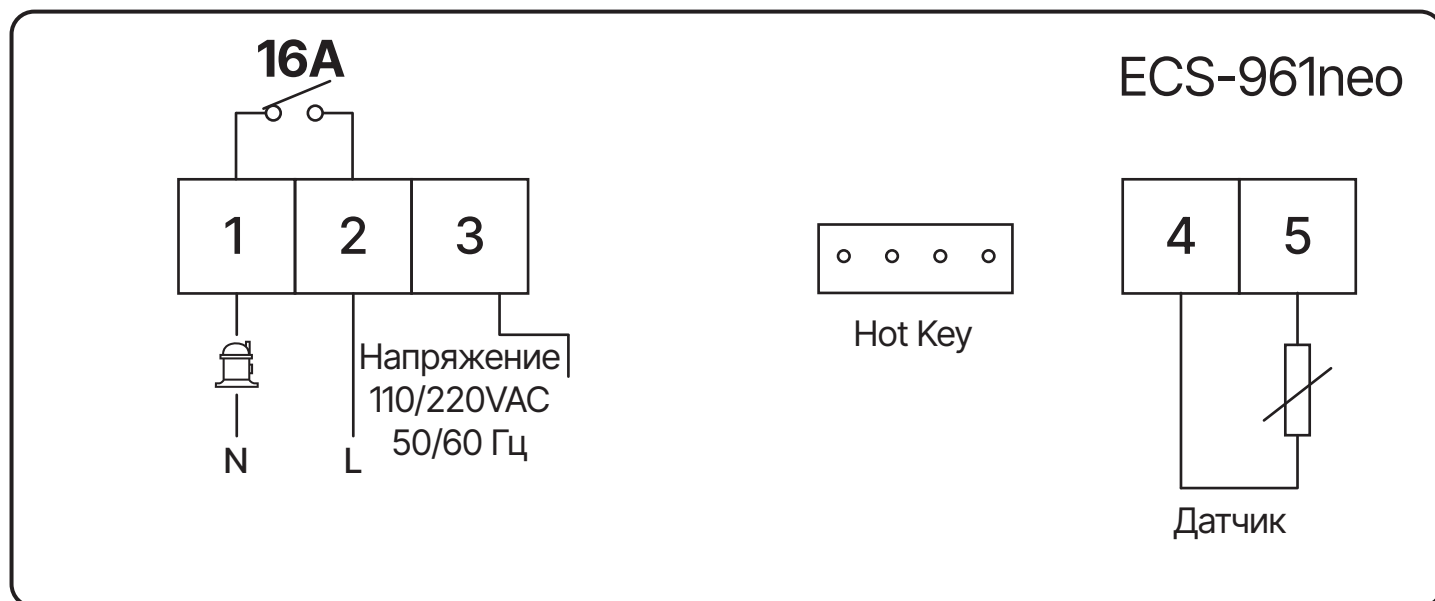 16A
ECS-961neo
1
2
3
4
5
Hot Key
Напряжение
110/220VAC
50/60 Гц
N
L
Датчик